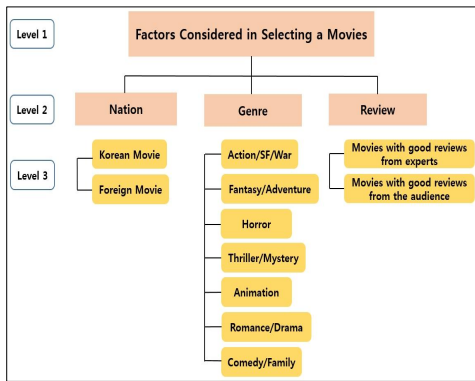 Level 1
Factors Considered in Selecting a Movies
Level 2
Nation
Genre
Review
Level 3
Korean Movie
Foreign Movie
Action/SF/War
Fantasy/Adventure
Horror
Thriller/Mystery
Animation
Romance/Drama
Comedy/Family
Movies with good reviews
from experts
Movies with good reviews
from the audience